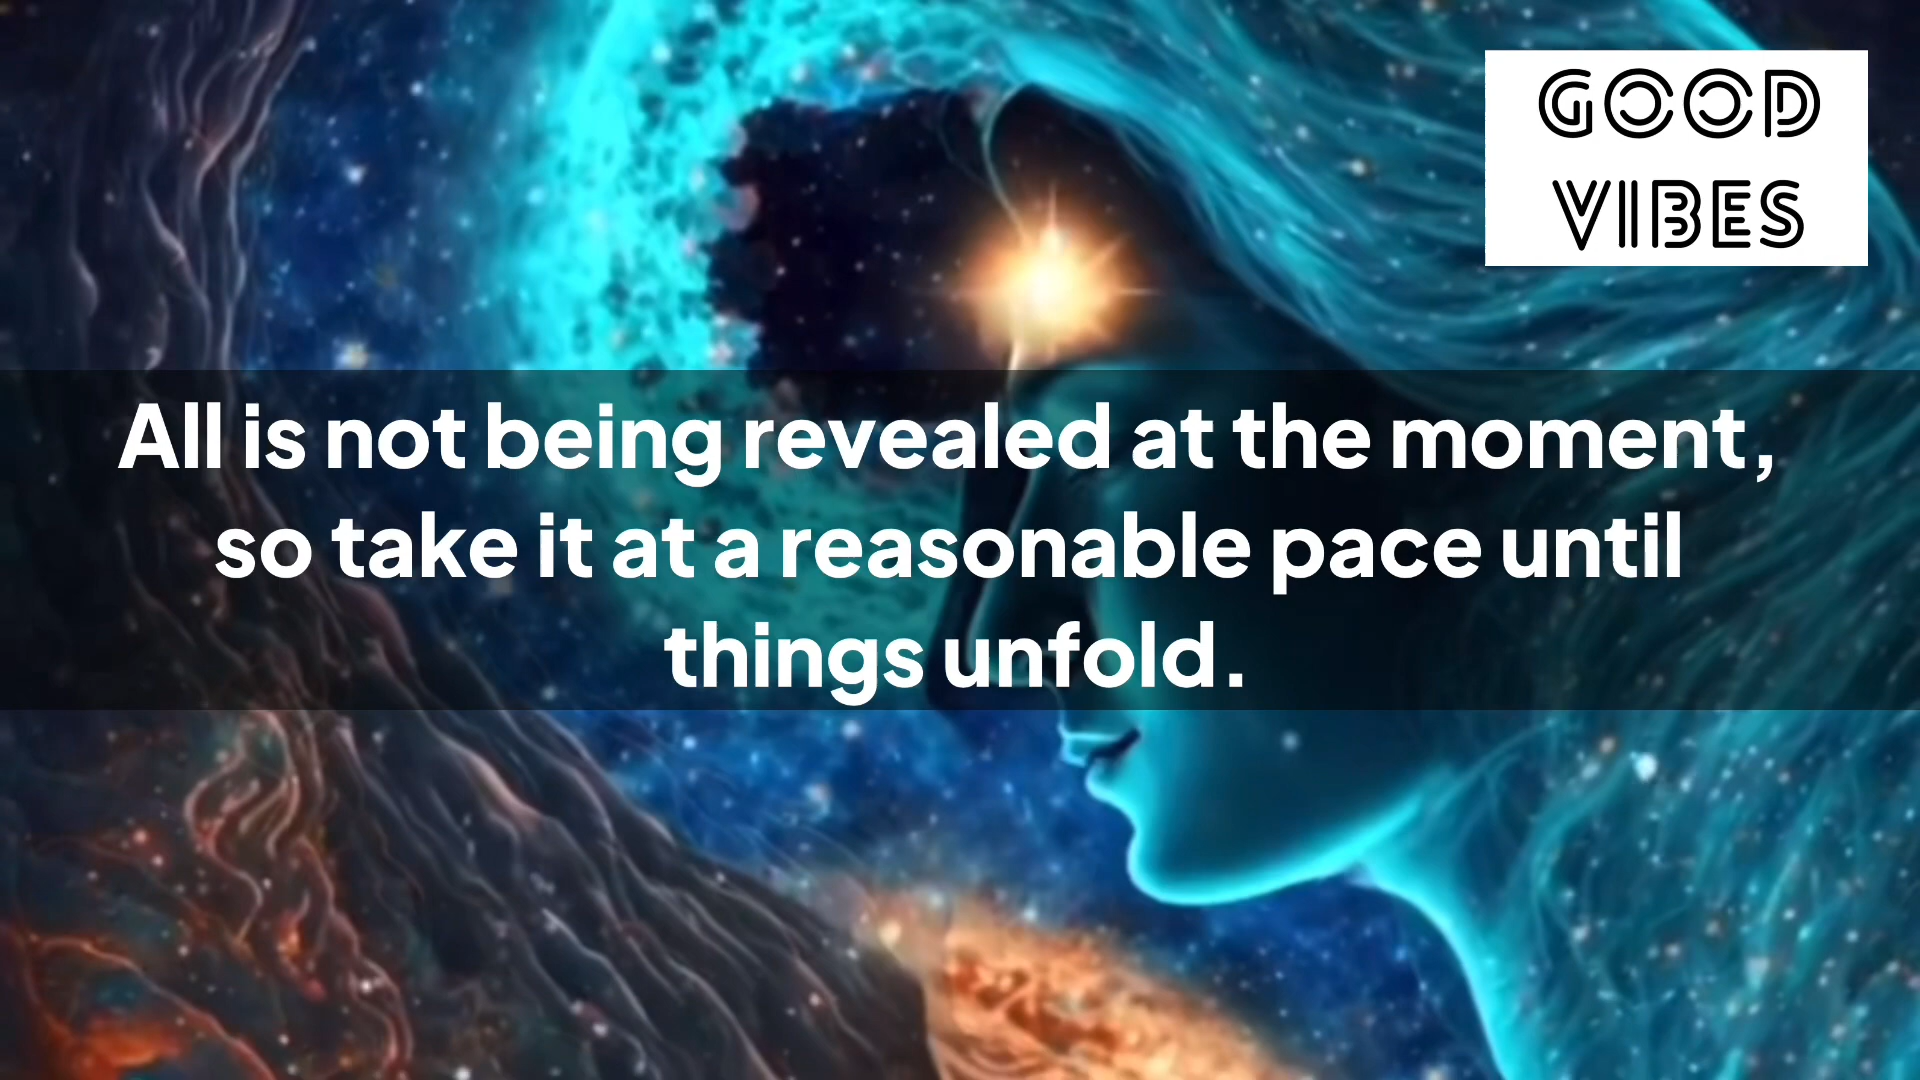 GOOD
VIBES
All is not being revealed at the moment,
so take it at a reasonable pace until
things unfold.